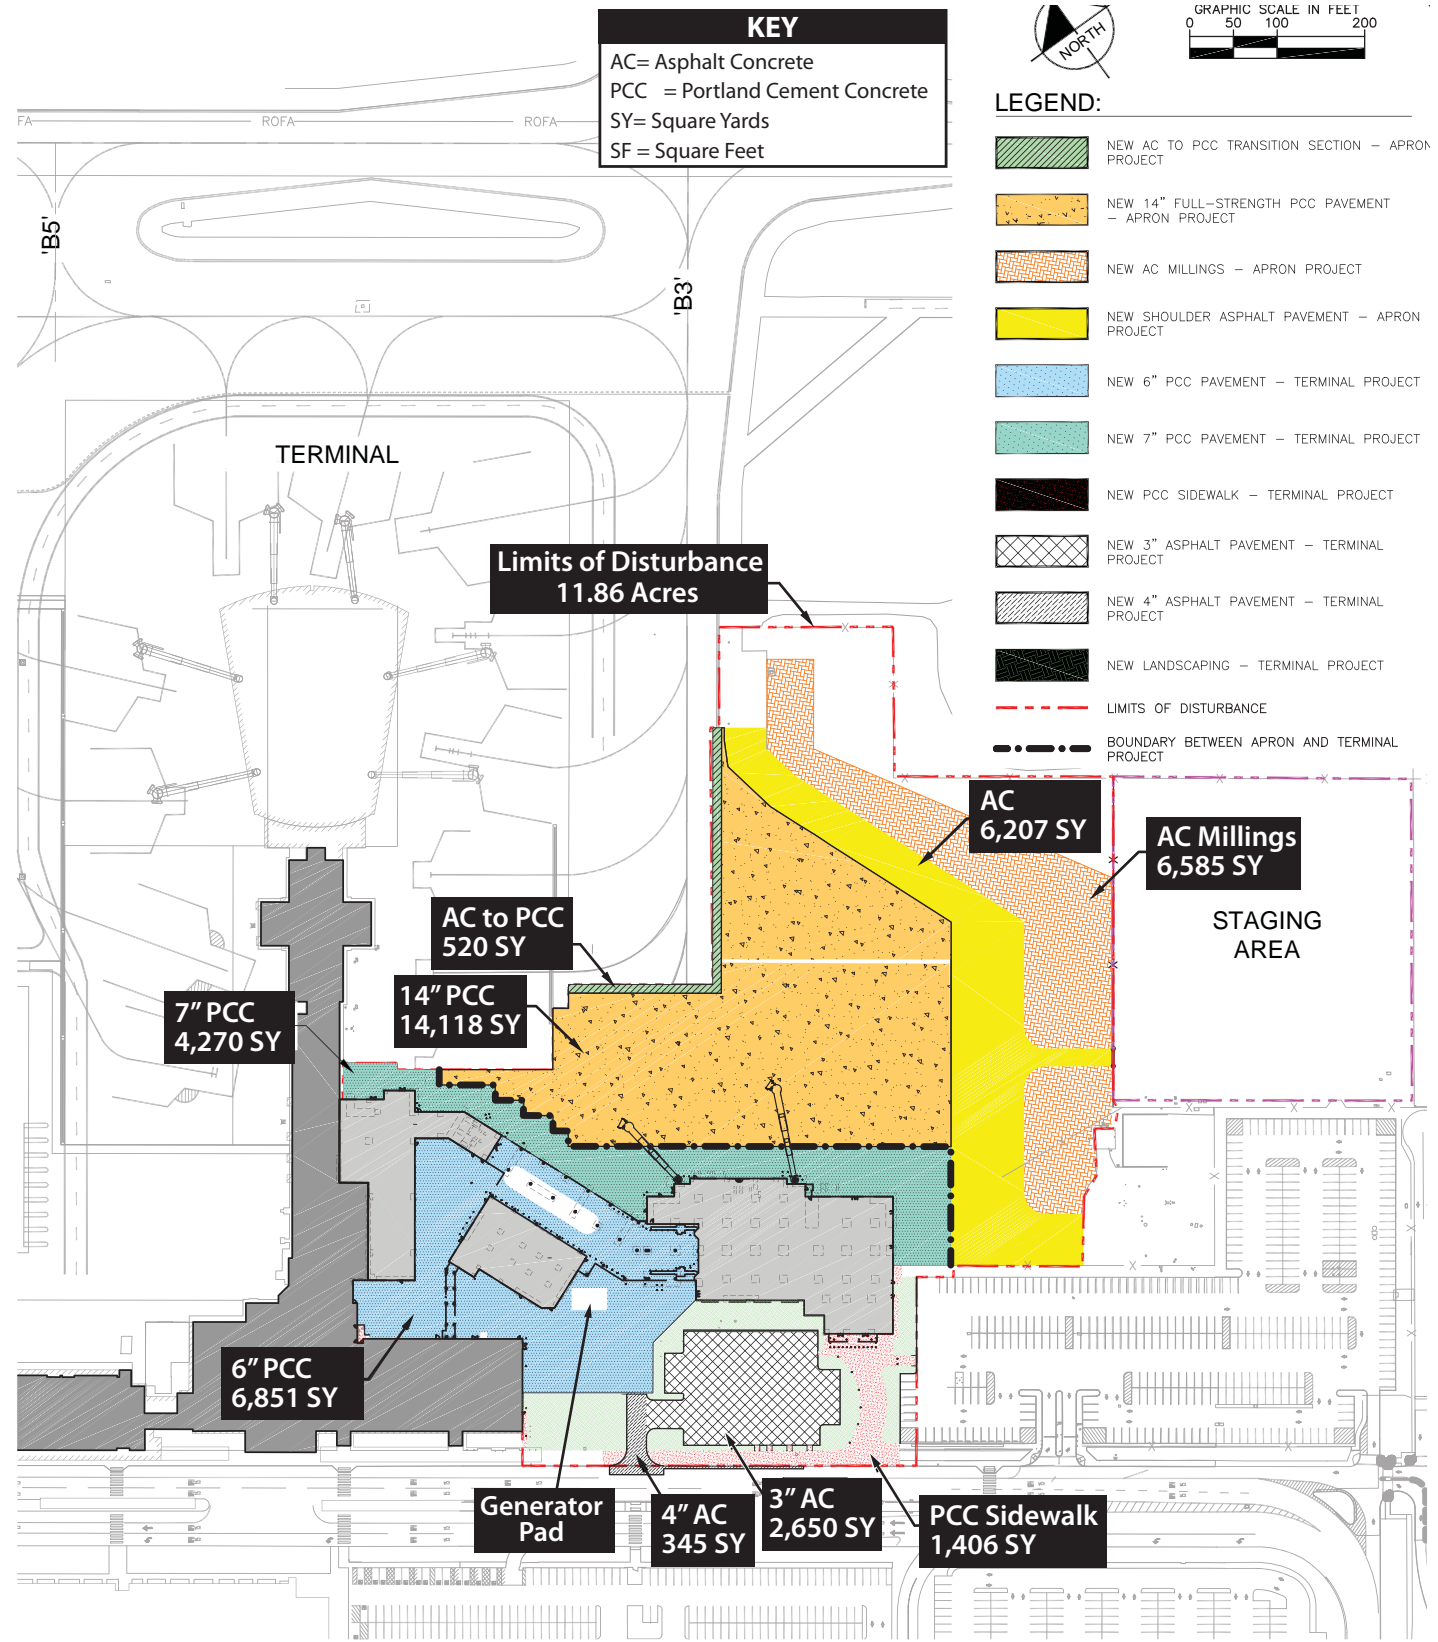 KEY
AC= Asphalt Concrete
PCC = Portland Cement Concrete
SY= Square Yards
SF = Square Feet
NORTH
GRAPHIC SCALE IN FEET
0 50 100 200
LEGEND:
NEW AC TO PCC TRANSITION SECTION – APRON
PROJECT
NEW 14" FULL–STRENGTH PCC PAVEMENT
– APRON PROJECT
NEW AC MILLINGS – APRON PROJECT
NEW SHOULDER ASPHALT PAVEMENT – APRON
PROJECT
NEW 6" PCC PAVEMENT – TERMINAL PROJECT
NEW 7" PCC PAVEMENT – TERMINAL PROJECT
NEW PCC SIDEWALK – TERMINAL PROJECT
NEW 3" ASPHALT PAVEMENT – TERMINAL
PROJECT
NEW 4" ASPHALT PAVEMENT – TERMINAL
PROJECT
NEW LANDSCAPING – TERMINAL PROJECT
LIMITS OF DISTURBANCE
BOUNDARY BETWEEN APRON AND TERMINAL
PROJECT
FA
ROFA
ROFA
'B5'
'B3'
TERMINAL
Limits of Disturbance
11.86 Acres
AC
6,207 SY
AC Millings
6,585 SY
STAGING
AREA
AC to PCC
520 SY
14" PCC
14,118 SY
7" PCC
4,270 SY
6" PCC
6,851 SY
Generator
Pad
4" AC
345 SY
3" AC
2,650 SY
PCC Sidewalk
1,406 SY